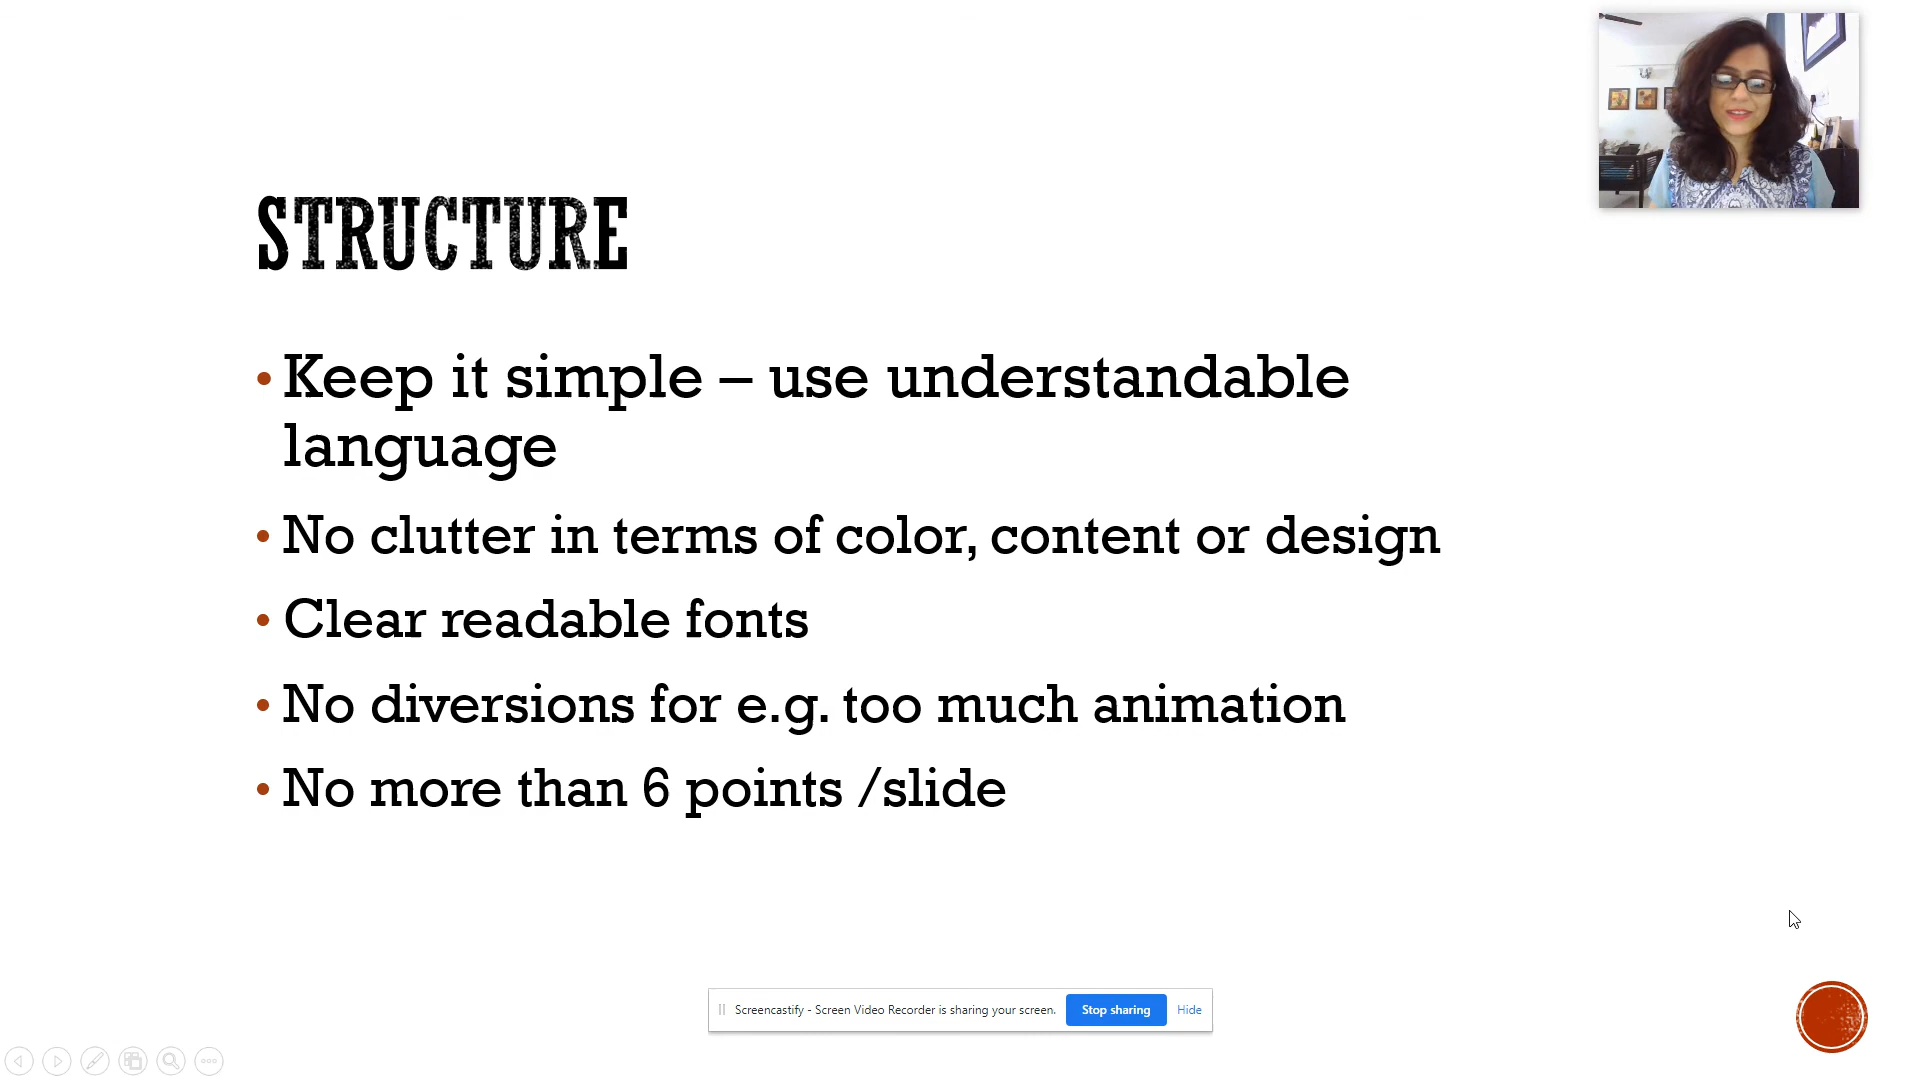 STRUCTURE
• Keep it simple – use understandable
language
• No clutter in terms of color, content or design
• Clear readable fonts
• No diversions for e.g. too much animation
• No more than 6 points /slide
Screencastify - Screen Video Recorder is sharing your screen. Stop sharing Hide